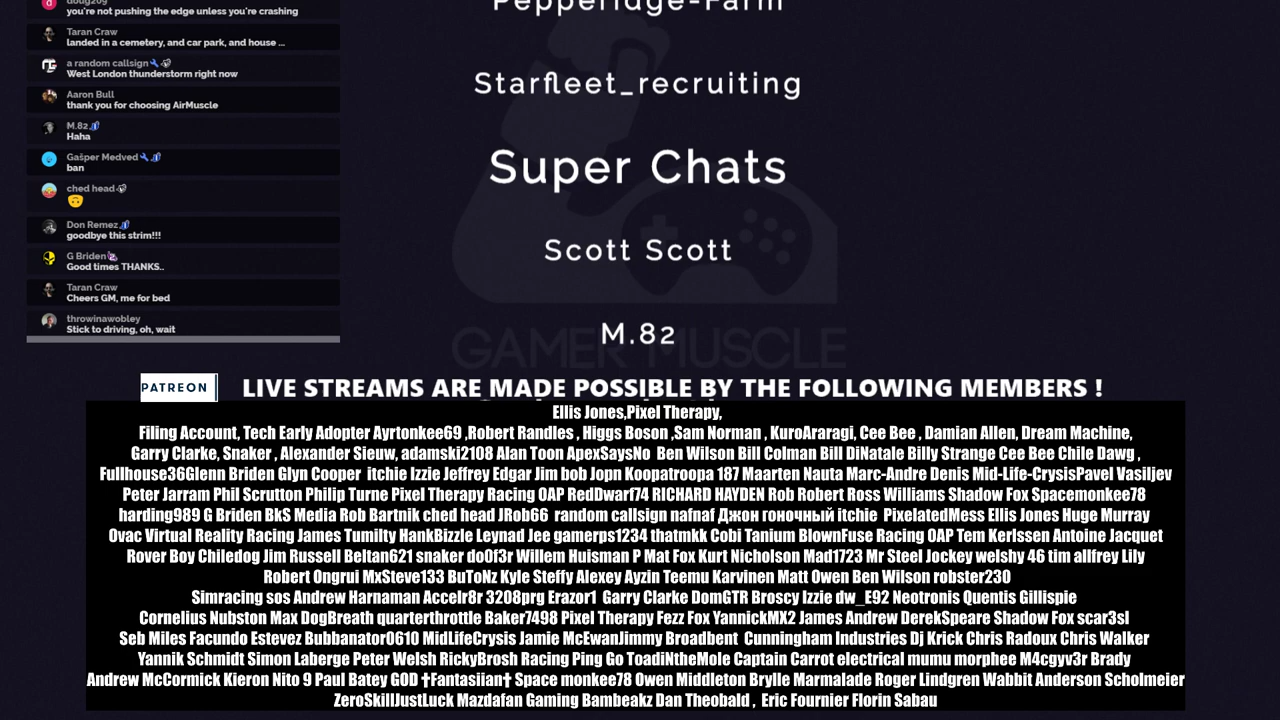 doug209
you're not pushing the edge unless you're crashing
Taran Craw
landed in a cemetery, and car park, and house ...
a random callsign
West London thunderstorm right now
Aaron Bull
thank you for choosing AirMuscle
M.82
Haha
Gašper Medved
ban
ched head
Don Remez
goodbye this strim!!!
G Briden
Good times THANKS..
Taran Craw
Cheers GM, me for bed
throwinawobley
Stick to driving, oh, wait
Pepperidge-Farm
Starfleet_recruiting
Super Chats
Scott Scott
M.82
GAMER MUSCLE
PATREON
LIVE STREAMS ARE MADE POSSIBLE BY THE FOLLOWING MEMBERS !
Ellis Jones,Pixel Therapy,
Filing Account, Tech Early Adopter Ayrtonkee69 ,Robert Randles , Higgs Boson ,Sam Norman , KuroAraragi, Cee Bee , Damian Allen, Dream Machine,
Garry Clarke, Snaker , Alexander Sieuw, adamski2108 Alan Toon ApexSaysNo Ben Wilson Bill Colman Bill DiNatale Billy Strange Cee Bee Chile Dawg ,
Fullhouse36Glenn Briden Glyn Cooper itchie Izzie Jeffrey Edgar Jim bob Jopn Koopatroopa 187 Maarten Nauta Marc-Andre Denis Mid-Life-CrysisPavel Vasiljev
Peter Jarram Phil Scrutton Philip Turne Pixel Therapy Racing OAP RedDwarf74 RICHARD HAYDEN Rob Robert Ross Williams Shadow Fox Spacemonkee78
harding989 G Briden BkS Media Rob Bartnik ched head JRob66 random callsign nafnaf Джон гоночный itchie PixelatedMess Ellis Jones Huge Murray
Ovac Virtual Reality Racing James Tumilty HankBizzle Leynad Jee gamerps1234 thatmkk Cobi Tanium BlownFuse Racing OAP Tem Kerlssen Antoine Jacquet
Rover Boy Chiledog Jim Russell Beltan621 snaker do0f3r Willem Huisman P Mat Fox Kurt Nicholson Mad1723 Mr Steel Jockey welshy 46 tim allfrey Lily
Robert Ongrui MxSteve133 BuToNz Kyle Steffy Alexey Ayzin Teemu Karvinen Matt Owen Ben Wilson robster230
Simracing sos Andrew Harnaman Accelr8r 3208prg Erazor1 Garry Clarke DomGTR Broscy Izzie dw_E92 Neotronis Quentis Gillispie
Cornelius Nubston Max DogBreath quarterthrottle Baker7498 Pixel Therapy Fezz Fox YannickMX2 James Andrew DerekSpeare Shadow Fox scar3sl
Seb Miles Facundo Estevez Bubbanator0610 MidLifeCrysis Jamie McEwanJimmy Broadbent Cunningham Industries Dj Krick Chris Radoux Chris Walker
Yannik Schmidt Simon Laberge Peter Welsh RickyBrosh Racing Ping Go ToadiNtheMole Captain Carrot electrical mumu morphee M4cgyv3r Brady
Andrew McCormick Kieron Nito 9 Paul Batey GOD †Fantasiian† Space monkee78 Owen Middleton Brylle Marmalade Roger Lindgren Wabbit Anderson Scholmeier
ZeroSkillJustLuck Mazdafan Gaming Bambeakz Dan Theobald , Eric Fournier Florin Sabau